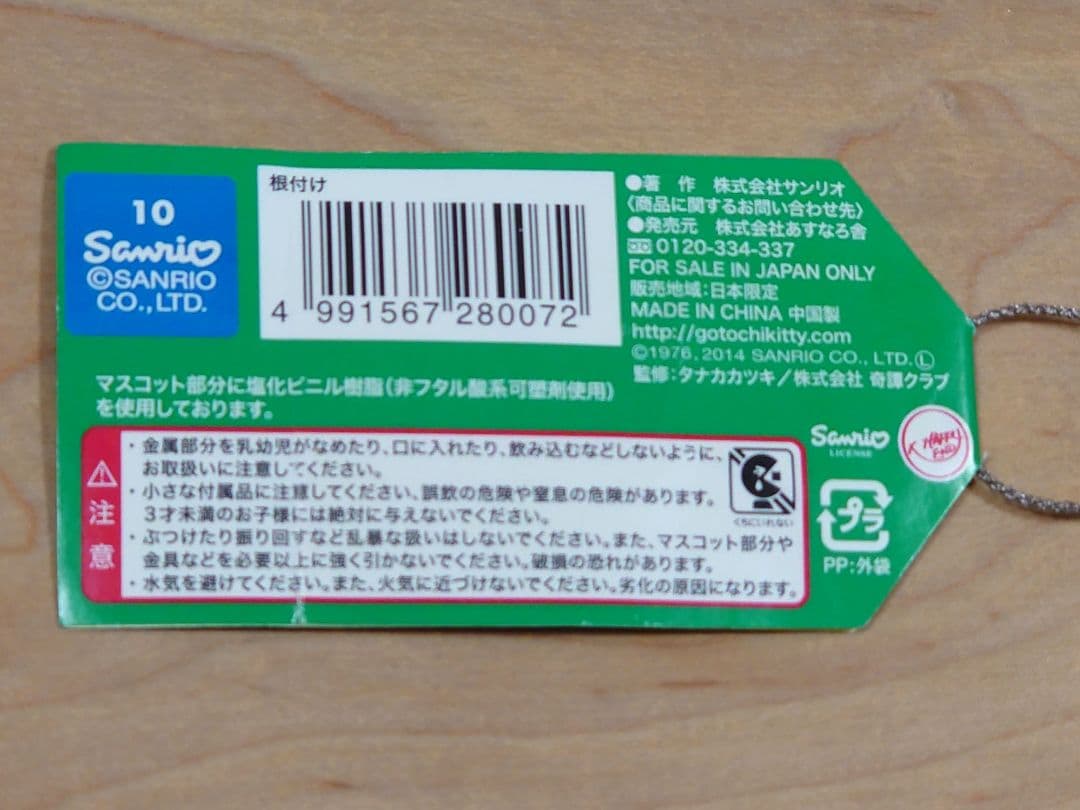 10
Sanrio
©SANRIO
CO.,LTD.
根付け
4 991567 280072
●著 作 株式会社サンリオ
〈商品に関するお問い合わせ先〉
●発売元 株式会社あすなろ舎
0120-334-337
FOR SALE IN JAPAN ONLY
販売地域:日本限定
MADE IN CHINA 中国製
http://gotochikitty.com
©1976, 2014 SANRIO CO., LTD.Ⓛ
監修:タナカカツキ/株式会社 奇譚クラブ
マスコット部分に塩化ビニル樹脂(非フタル酸系可塑剤使用)
を使用しております。
注意
・金属部分を乳幼児がなめたり、口に入れたり、飲み込むなどしないように、
お取扱いに注意してください。
・小さな付属品に注意してください、誤飲の危険や窒息の危険があります。
3才未満のお子様には絶対に与えないでください。
・ぶつけたり振り回すなど乱暴な扱いはしないでください。また、マスコット部分や
金具などを必要以上に強く引かないでください。破損の恐れがあります。
・水気を避けてください。また、火気に近づけないでください。劣化の原因になります。
くちにいれない
Sanrio
LICENSE
プラ
PP:外袋